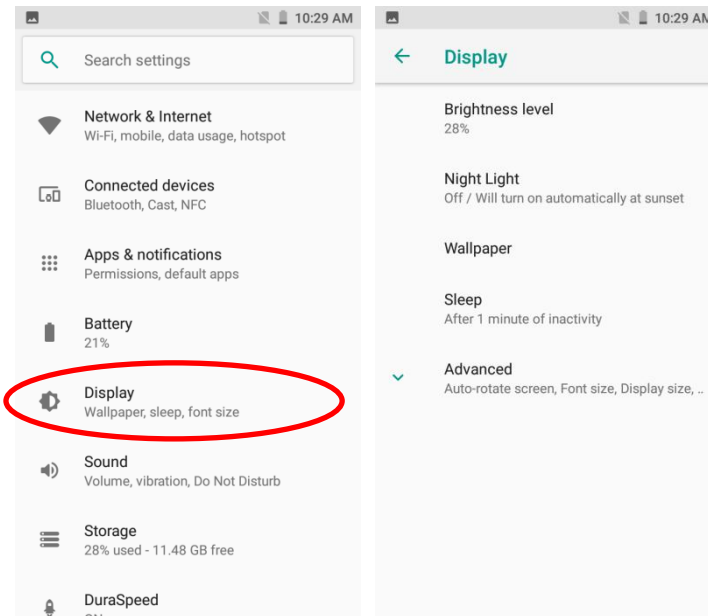 10:29 AM
Search settings
Network & Internet
Wi-Fi, mobile, data usage, hotspot
Connected devices
Bluetooth, Cast, NFC
Apps & notifications
Permissions, default apps
Battery
21%
Display
Wallpaper, sleep, font size
Sound
Volume, vibration, Do Not Disturb
Storage
28% used - 11.48 GB free
DuraSpeed
10:29 AM
Display
Brightness level
28%
Night Light
Off / Will turn on automatically at sunset
Wallpaper
Sleep
After 1 minute of inactivity
Advanced
Auto-rotate screen, Font size, Display size, ..